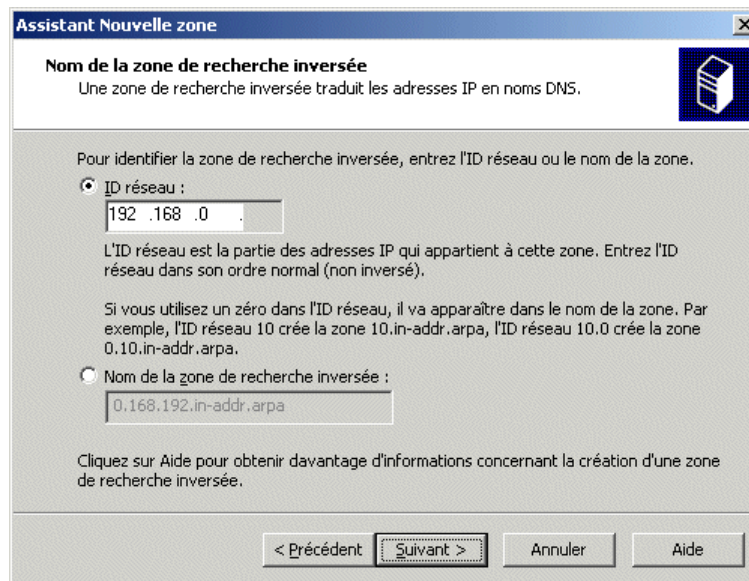 Assistant Nouvelle zone
Nom de la zone de recherche inversée
Une zone de recherche inversée traduit les adresses IP en noms DNS.
Pour identifier la zone de recherche inversée, entrez l'ID réseau ou le nom de la zone.
ID réseau :
192 .168 .0 .
L'ID réseau est la partie des adresses IP qui appartient à cette zone. Entrez l'ID
réseau dans son ordre normal (non inversé).
Si vous utilisez un zéro dans l'ID réseau, il va apparaître dans le nom de la zone. Par
exemple, l'ID réseau 10 crée la zone 10.in-addr.arpa, l'ID réseau 10.0 crée la zone
0.10.in-addr.arpa.
Nom de la zone de recherche inversée :
0.168.192.in-addr.arpa
Cliquez sur Aide pour obtenir davantage d'informations concernant la création d'une zone
de recherche inversée.
< Précédent Suivant > Annuler Aide